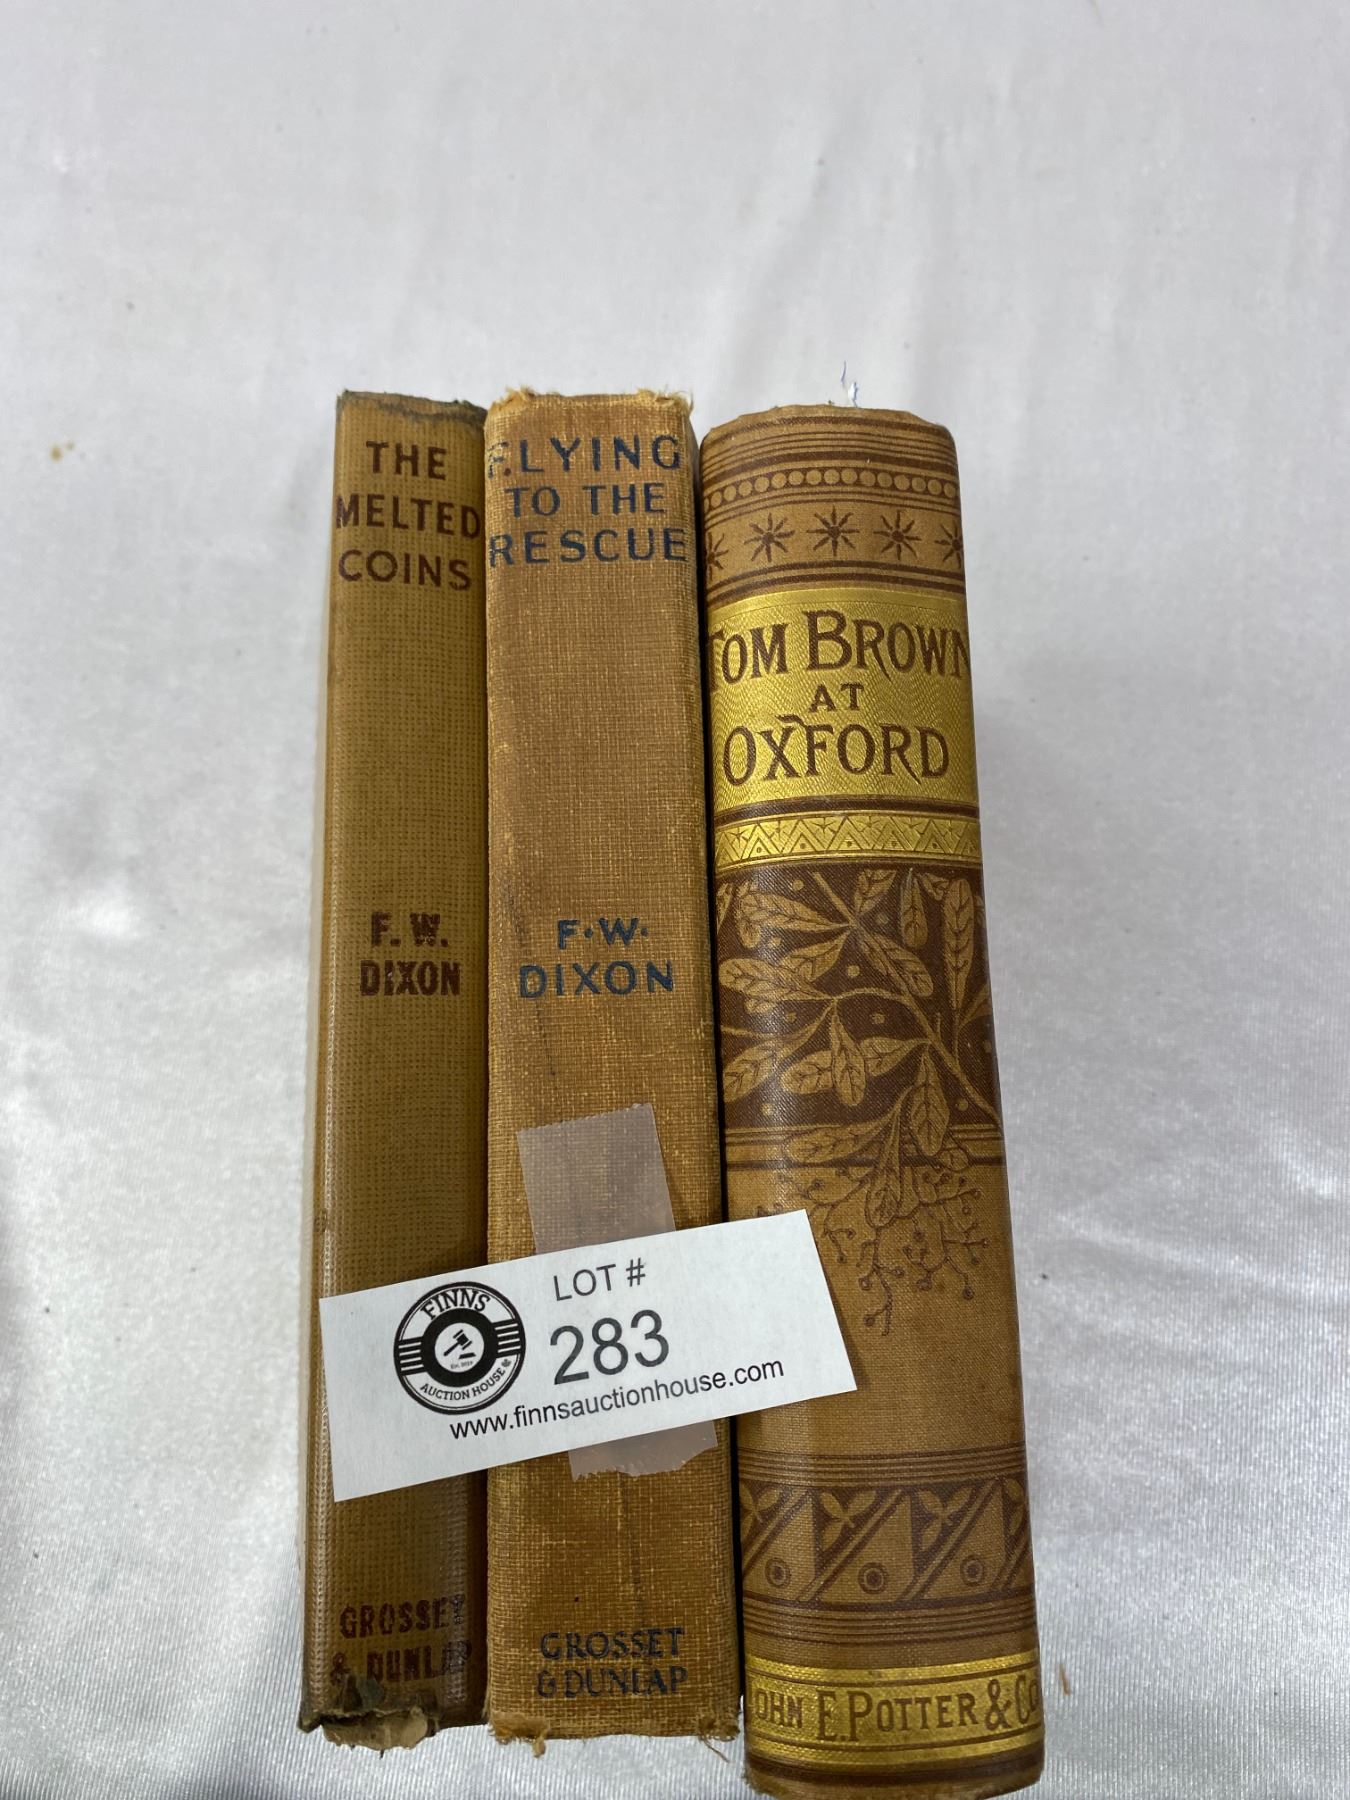 THE
MELTED
COINS
F. W.
DIXON
GROSSET
& DUNLAP
FLYING
TO THE
RESCUE
F·W·
DIXON
GROSSET
& DUNLAP
TOM BROWN
AT
OXFORD
JOHN E. POTTER & CO
FINNS
AUCTION HOUSE
LOT #
283
www.finnsauctionhouse.com